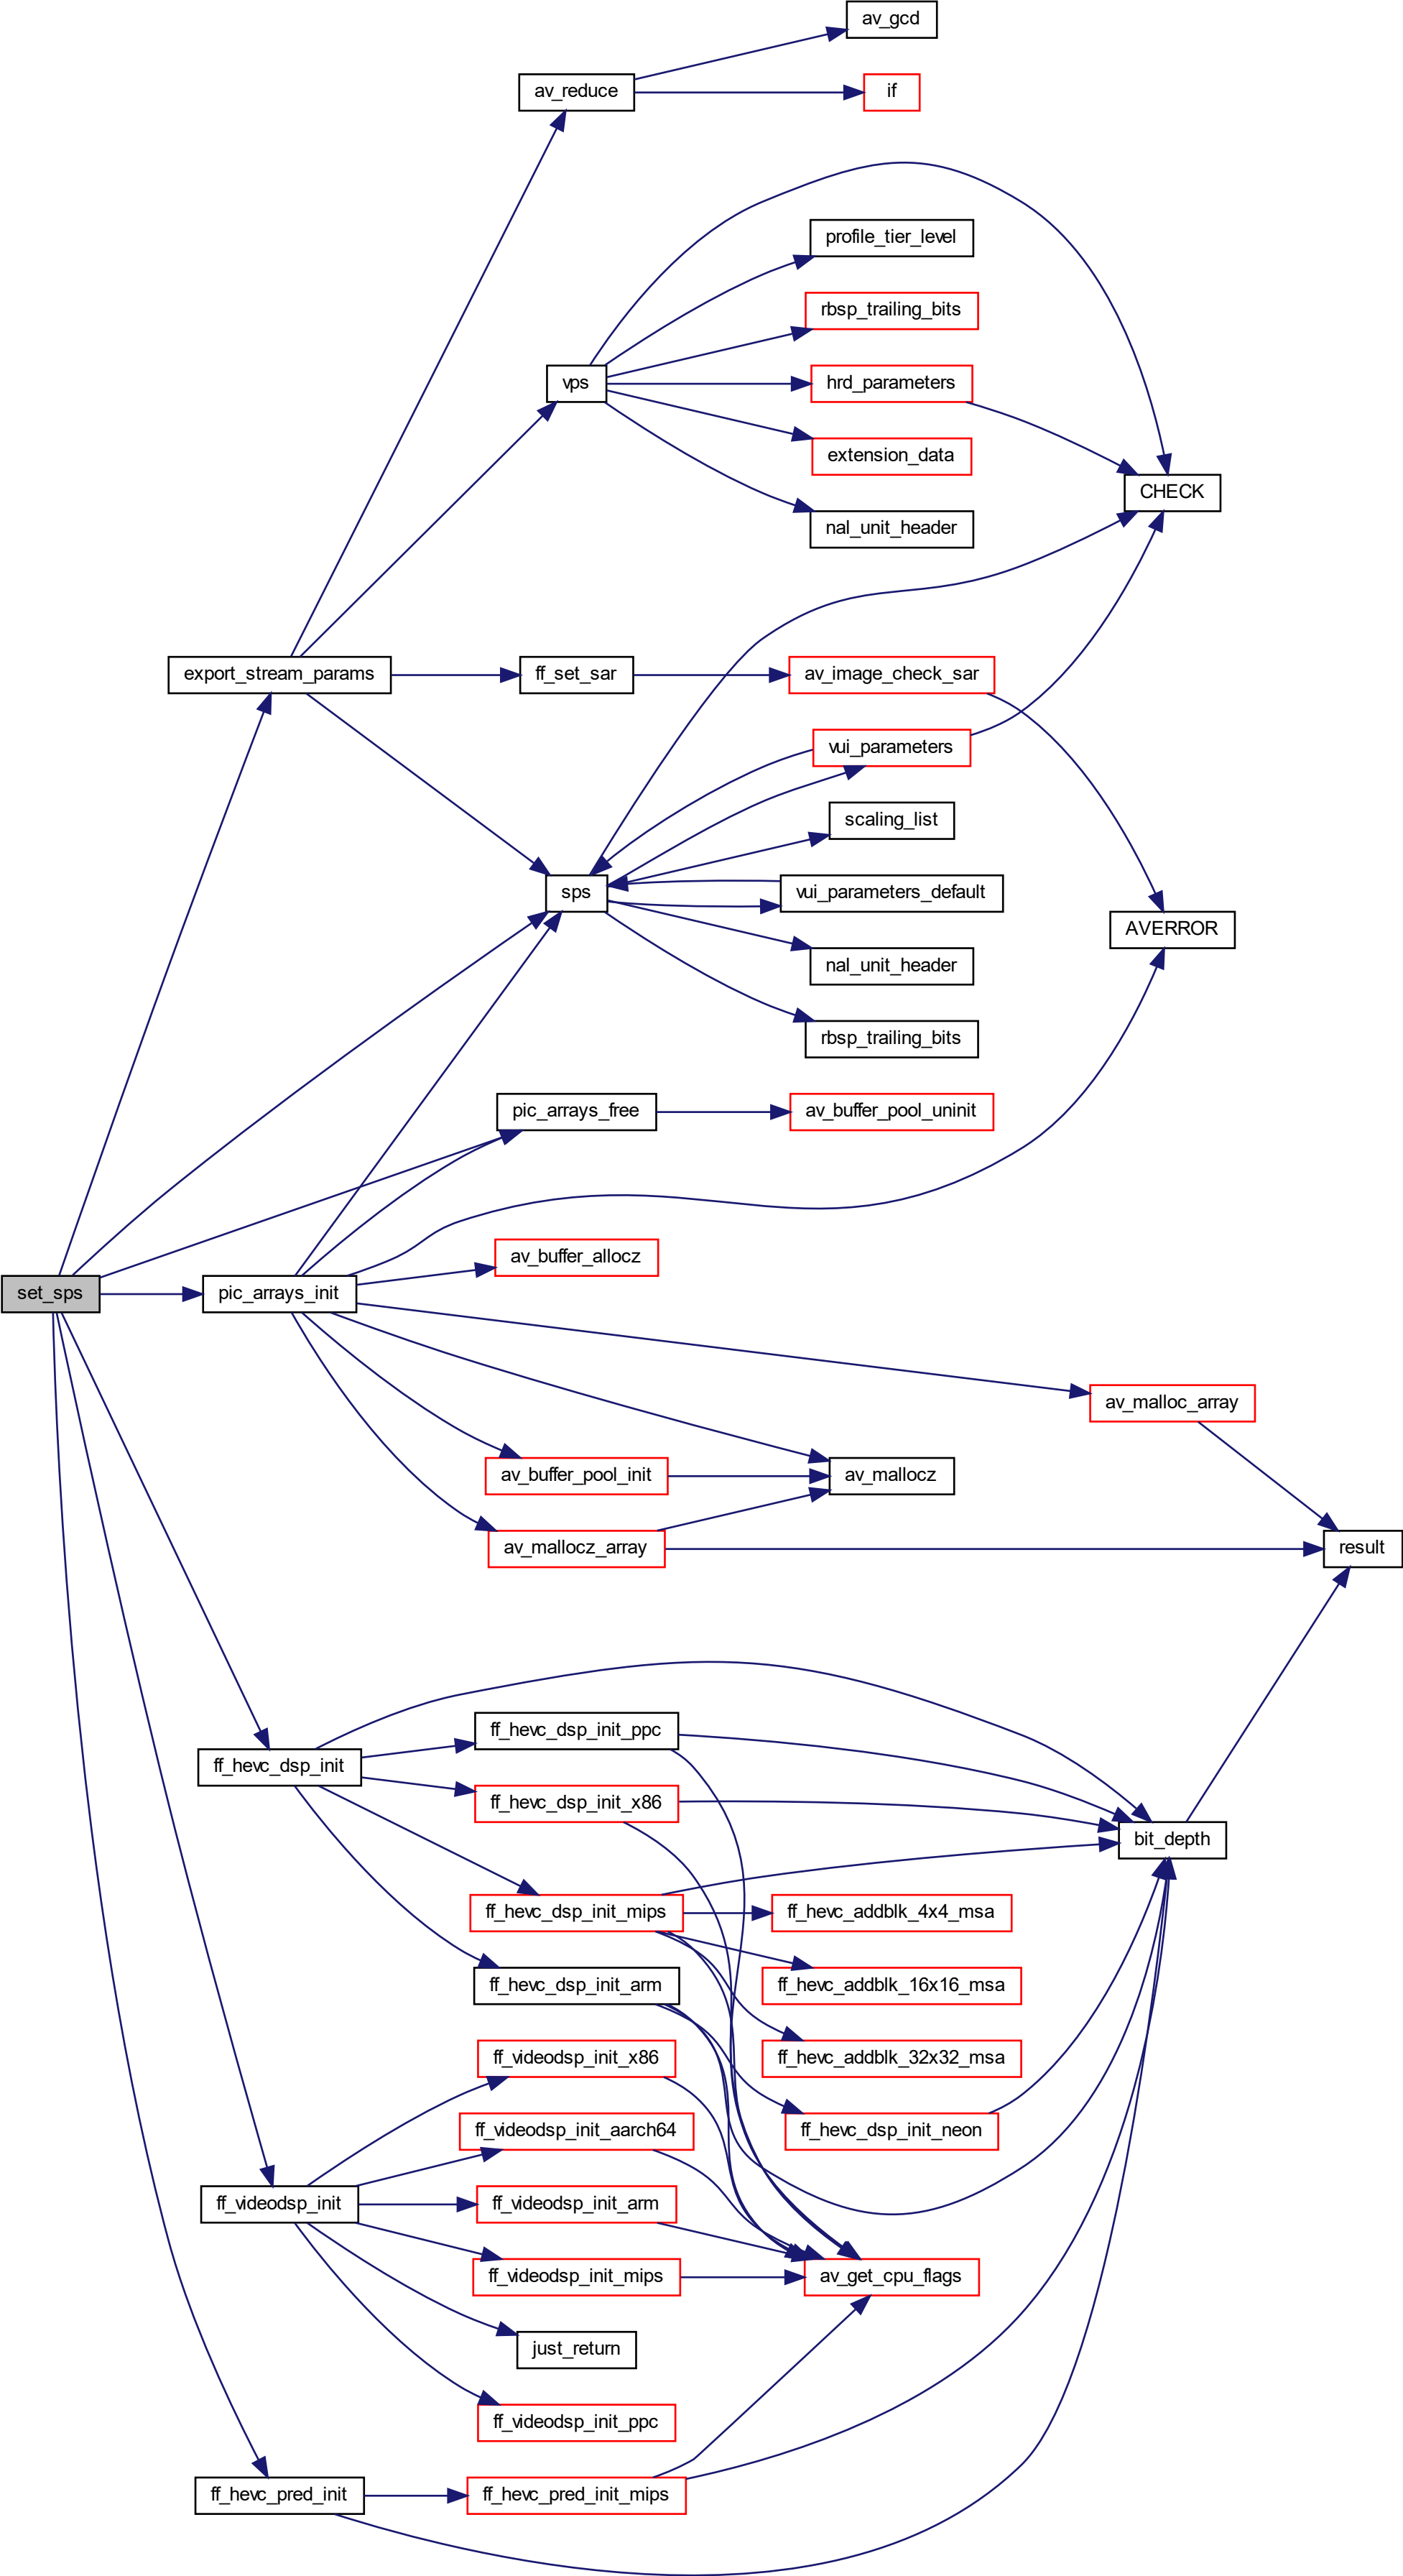 av_gcd
av_reduce
if
profile_tier_level
rbsp_trailing_bits
vps
hrd_parameters
extension_data
CHECK
nal_unit_header
export_stream_params
ff_set_sar
av_image_check_sar
vui_parameters
scaling_list
sps
vui_parameters_default
AVERROR
nal_unit_header
rbsp_trailing_bits
pic_arrays_free
av_buffer_pool_uninit
av_buffer_allocz
set_sps
pic_arrays_init
av_malloc_array
av_buffer_pool_init
av_mallocz
av_mallocz_array
result
ff_hevc_dsp_init_ppc
ff_hevc_dsp_init
ff_hevc_dsp_init_x86
bit_depth
ff_hevc_dsp_init_mips
ff_hevc_addblk_4x4_msa
ff_hevc_dsp_init_arm
ff_hevc_addblk_16x16_msa
ff_videodsp_init_x86
ff_hevc_addblk_32x32_msa
ff_videodsp_init_aarch64
ff_hevc_dsp_init_neon
ff_videodsp_init
ff_videodsp_init_arm
ff_videodsp_init_mips
av_get_cpu_flags
just_return
ff_videodsp_init_ppc
ff_hevc_pred_init
ff_hevc_pred_init_mips